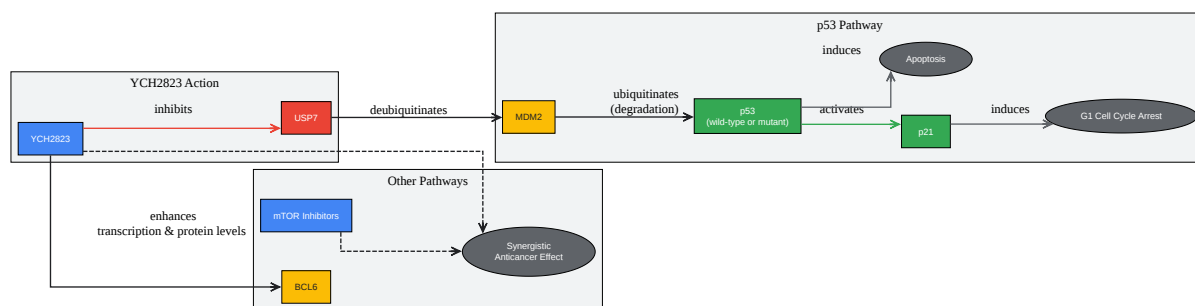 p53 Pathway
induces
Apoptosis
YCH2823 Action
inhibits
USP7
YCH2823
deubiquitinates
MDM2
ubiquitinates
(degradation)
p53
(wild-type or mutant)
activates
p21
induces
G1 Cell Cycle Arrest
Other Pathways
mTOR Inhibitors
enhances
transcription & protein levels
Synergistic
Anticancer Effect
BCL6